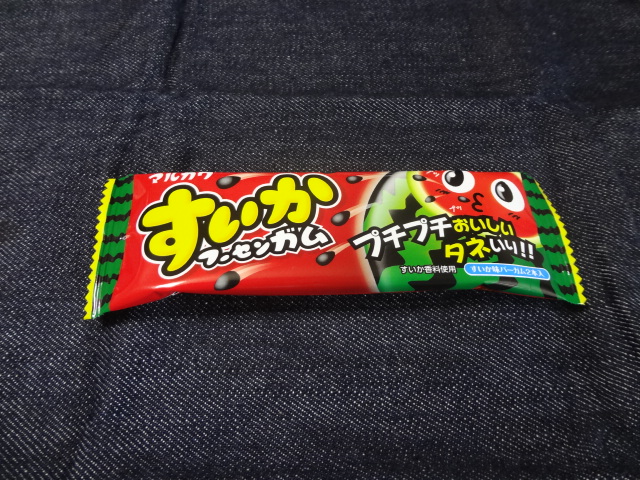 マルカワ
すいか
フーセンガム
プチプチ
おいしい
タネ入り!!
すいか香料使用
すいか味バーガム2本入